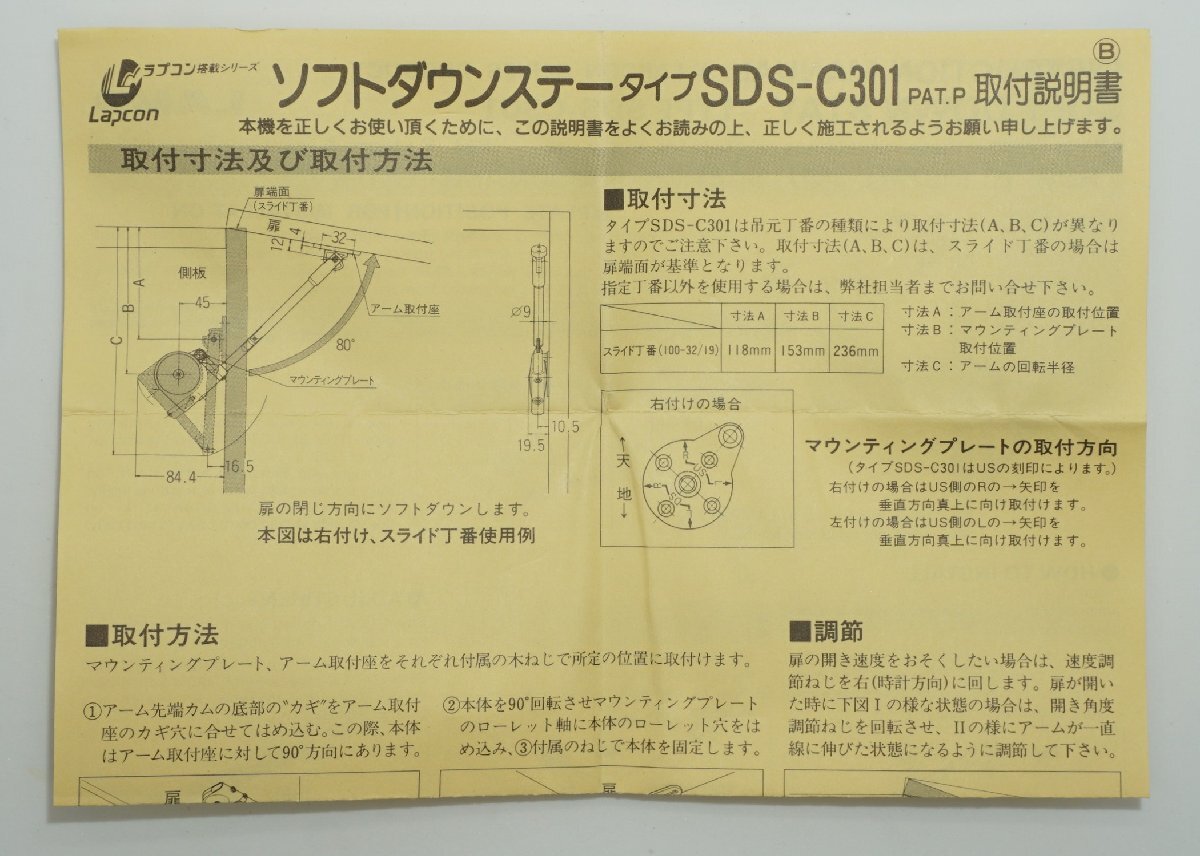 Ⓑ
ラプコン搭載シリーズ
Lapcon
ソフトダウンステータイプSDS-C301 PAT.P 取付説明書
本機を正しくお使い頂くために、この説明書をよくお読みの上、正しく施工されるようお願い申し上げます。
取付寸法及び取付方法
扉端面
(スライド丁番)
扉
12
4
32
側板
A
B
C
45
アーム取付座
80°
マウンティングプレート
16.5
84.4
⌀9
10.5
19.5
扉の閉じ方向にソフトダウンします。
本図は右付け、スライド丁番使用例
■取付寸法
タイプSDS-C301は吊元丁番の種類により取付寸法(A、B、C)が異なり
ますのでご注意下さい。取付寸法(A、B、C)は、スライド丁番の場合は
扉端面が基準となります。
指定丁番以外を使用する場合は、弊社担当者までお問い合せ下さい。
寸法A 寸法B 寸法C
スライド丁番(100-32/19) 118mm 153mm 236mm
寸法A：アーム取付座の取付位置
寸法B：マウンティングプレート
取付位置
寸法C：アームの回転半径
右付けの場合
天
地
R
US
L
SD
マウンティングプレートの取付方向
(タイプSDS-C301はUSの刻印によります。)
右付けの場合はUS側のRの→矢印を
垂直方向真上に向け取付けます。
左付けの場合はUS側のLの→矢印を
垂直方向真上に向け取付けます。
■取付方法
マウンティングプレート、アーム取付座をそれぞれ付属の木ねじで所定の位置に取付けます。
①アーム先端カムの底部の"カギ"をアーム取付
座のカギ穴に合せてはめ込む。この際、本体
はアーム取付座に対して90°方向にあります。
②本体を90°回転させマウンティングプレート
のローレット軸に本体のローレット穴をは
め込み、③付属のねじで本体を固定します。
■調節
扉の開き速度をおそくしたい場合は、速度調
節ねじを右(時計方向)に回します。扉が開い
た時に下図Iの様な状態の場合は、開き角度
調節ねじを回転させ、IIの様にアームが一直
線に伸びた状態になるように調節して下さい。
扉